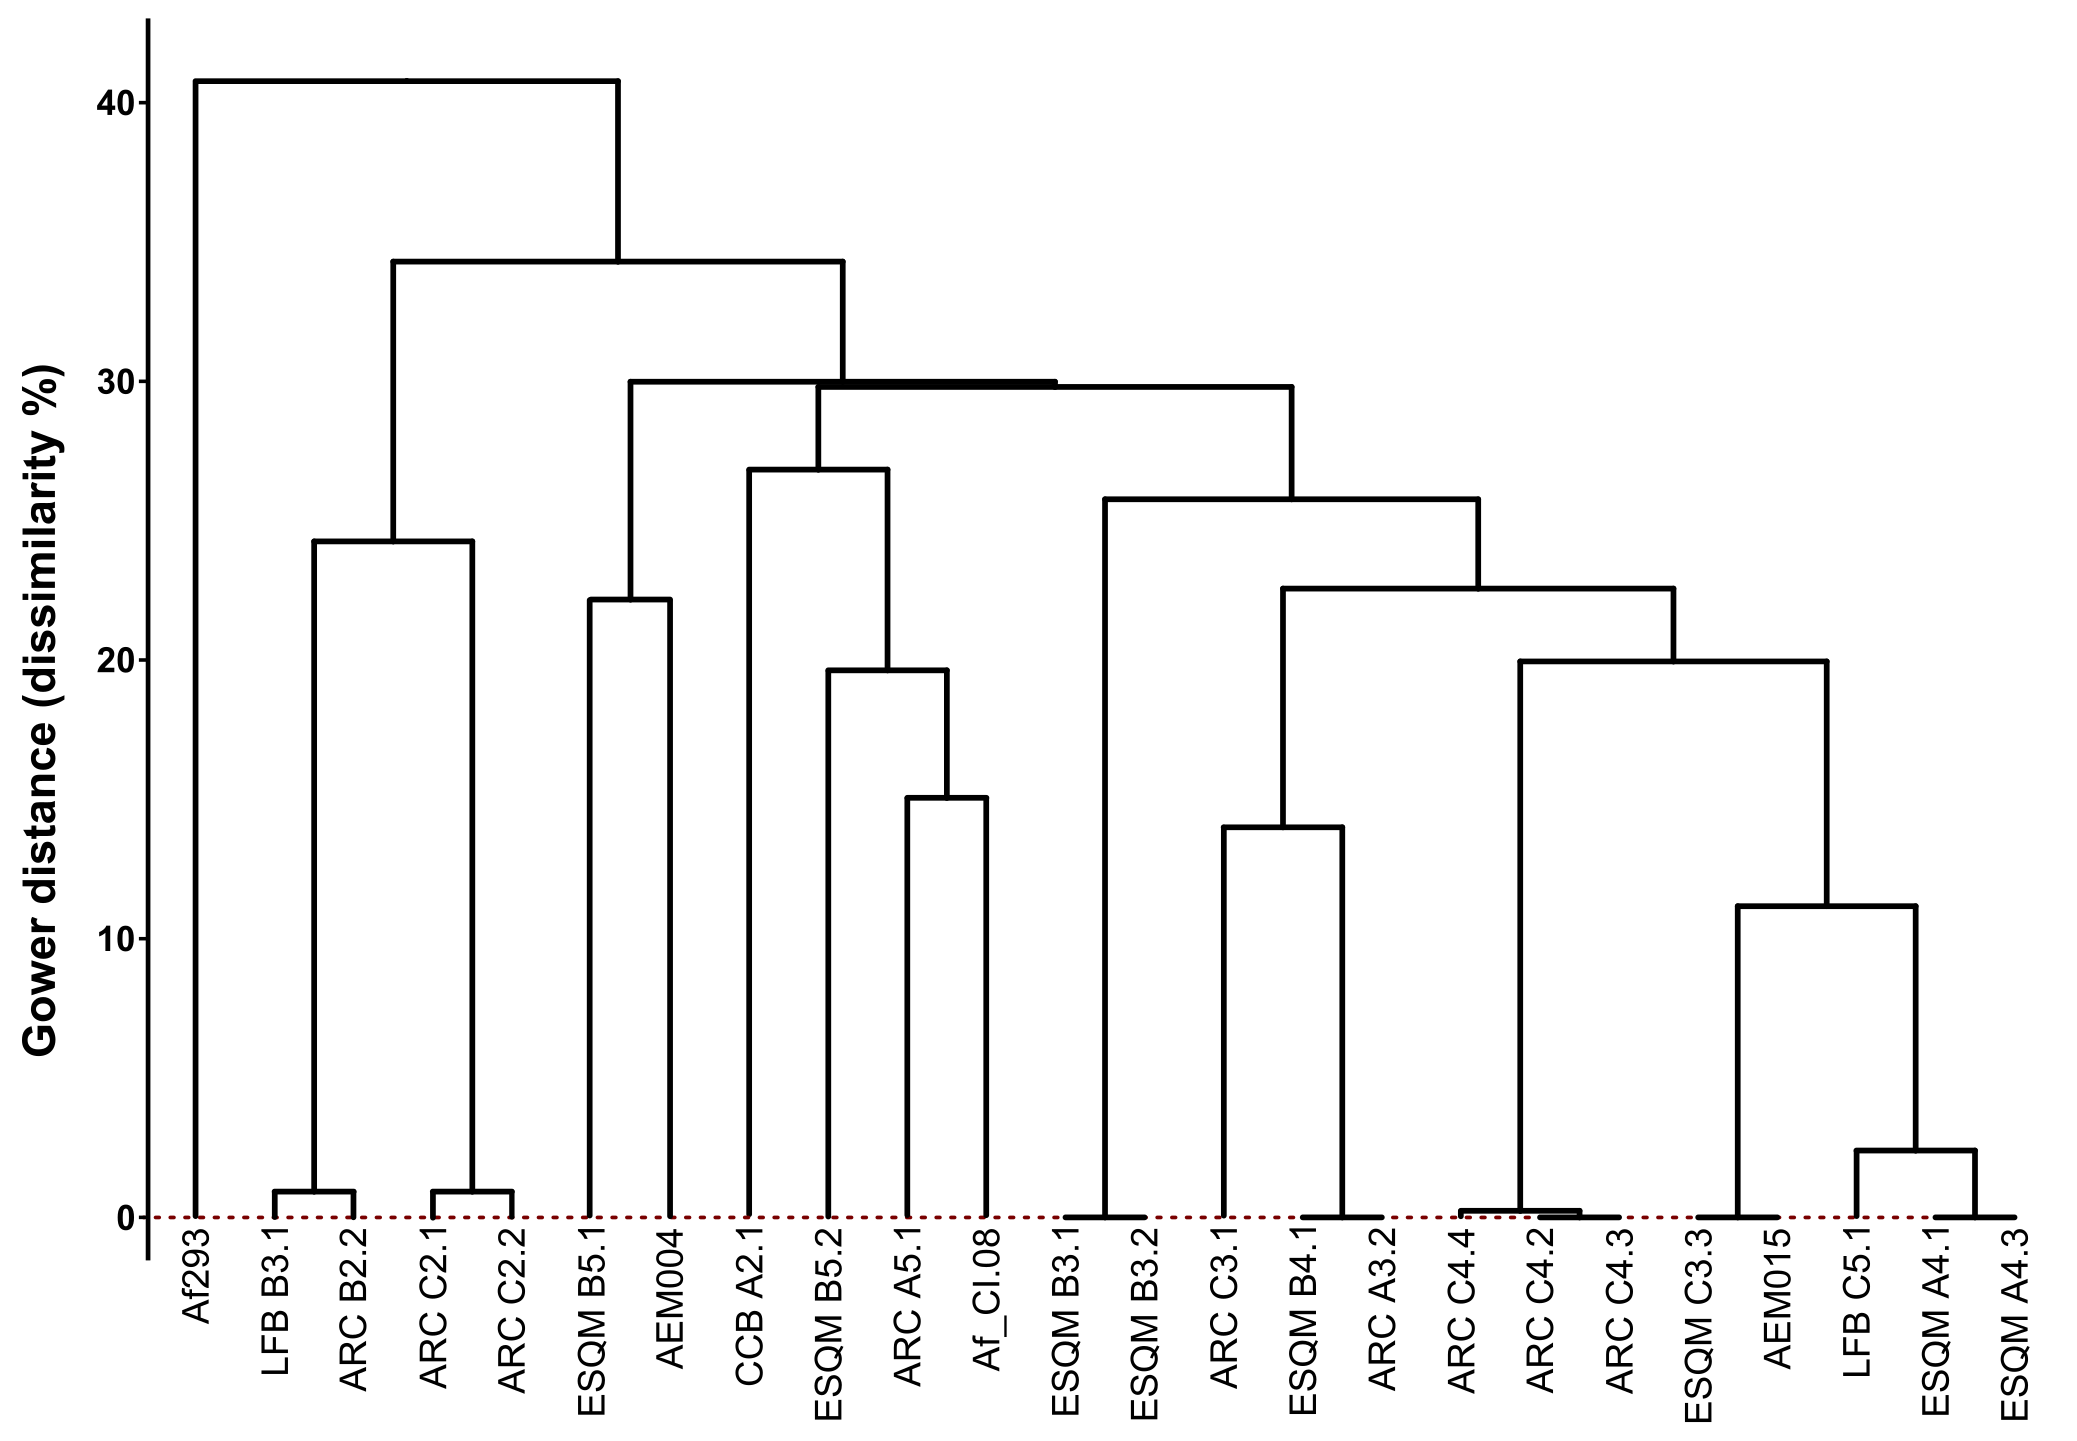 Gower distance (dissimilarity %)
40
30
20
10
0
Af293
LFB B3.1
ARC B2.2
ARC C2.1
ARC C2.2
ESQM B5.1
AEM004
CCB A2.1
ESQM B5.2
ARC A5.1
Af_CI.08
ESQM B3.1
ESQM B3.2
ARC C3.1
ESQM B4.1
ARC A3.2
ARC C4.4
ARC C4.2
ARC C4.3
ESQM C3.3
AEM015
LFB C5.1
ESQM A4.1
ESQM A4.3